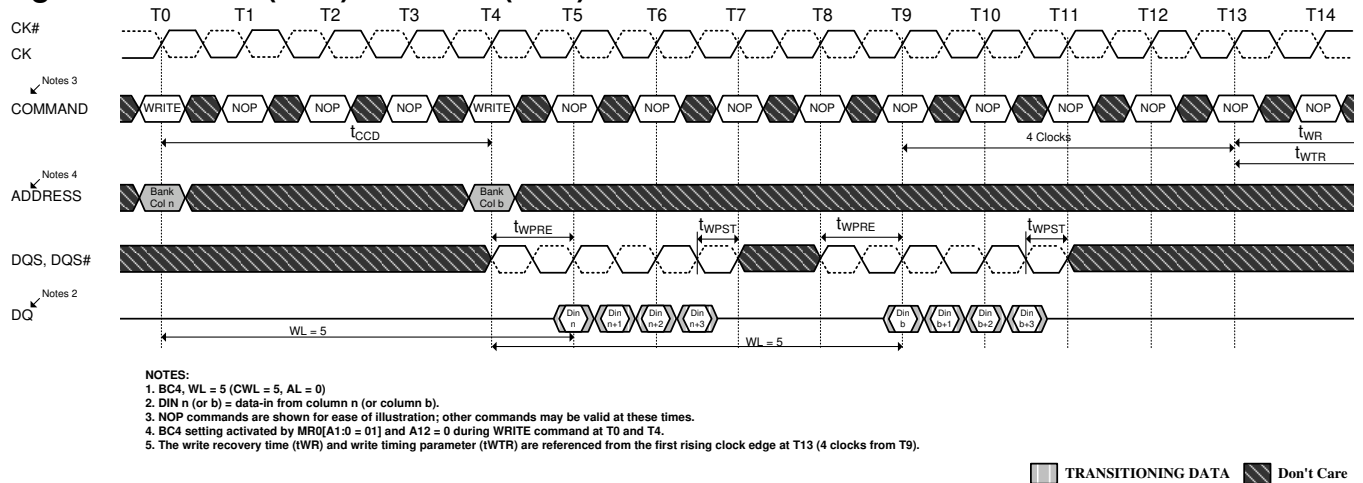 T0 T1 T2 T3 T4 T5 T6 T7 T8 T9 T10 T11 T12 T13 T14
CK#
CK
Notes 3
COMMAND
WRITE NOP NOP NOP WRITE NOP NOP NOP NOP NOP NOP NOP NOP NOP NOP
tCCD
4 Clocks
tWR
tWTR
Notes 4
ADDRESS
Bank
Col n
Bank
Col b
tWPRE tWPST tWPRE tWPST
DQS, DQS#
Notes 2
DQ
Din
n
Din
n+1
Din
n+2
Din
n+3
Din
b
Din
b+1
Din
b+2
Din
b+3
WL = 5
WL = 5
NOTES:
1. BC4, WL = 5 (CWL = 5, AL = 0)
2. DIN n (or b) = data-in from column n (or column b).
3. NOP commands are shown for ease of illustration; other commands may be valid at these times.
4. BC4 setting activated by MR0[A1:0 = 01] and A12 = 0 during WRITE command at T0 and T4.
5. The write recovery time (tWR) and write timing parameter (tWTR) are referenced from the first rising clock edge at T13 (4 clocks from T9).
TRANSITIONING DATA
Don't Care